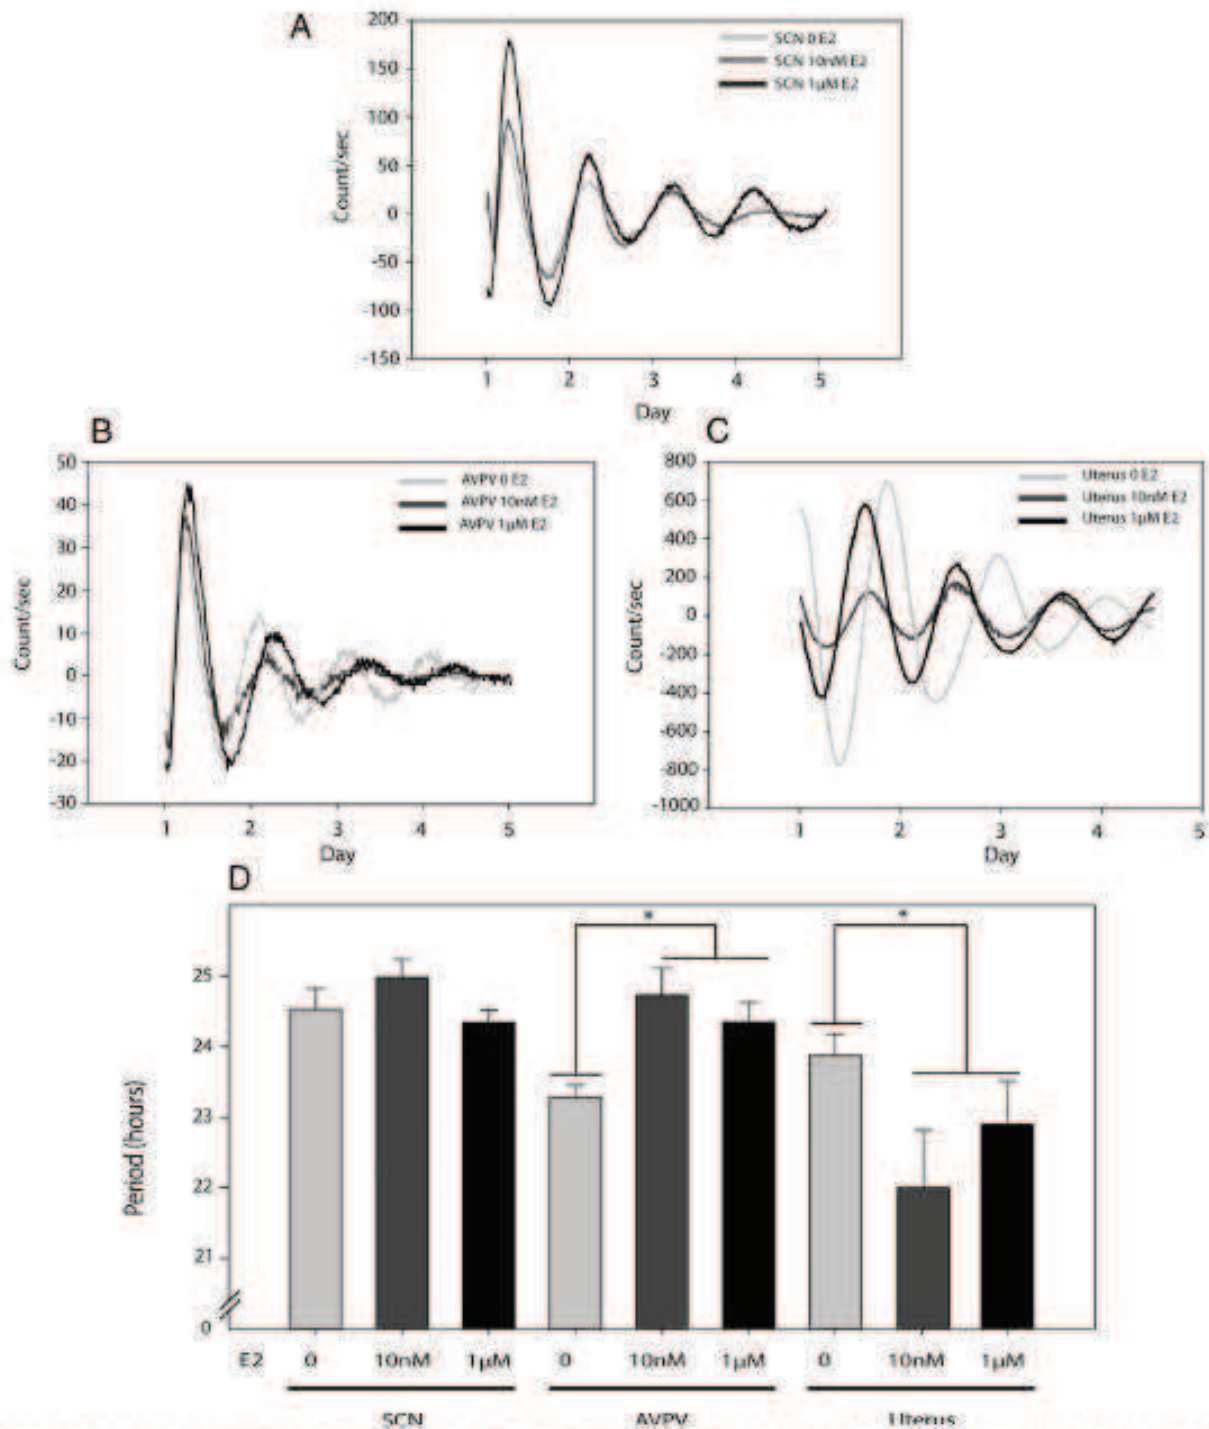 A
200
150
100
50
0
-50
-100
-150
Count/sec
SCN 0 E2
SCN 10nM E2
SCN 1µM E2
1 2 3 4 5
Day
B
50
40
30
20
10
0
-10
-20
-30
Count/sec
AVPV 0 E2
AVPV 10nM E2
AVPV 1µM E2
1 2 3 4 5
Day
C
800
600
400
200
0
-200
-400
-600
-800
-1000
Count/sec
Uterus 0 E2
Uterus 10nM E2
Uterus 1µM E2
1 2 3 4 5
Day
D
* *
25
24
23
22
21
0
Period (hours)
E2 0 10nM 1µM 0 10nM 1µM 0 10nM 1µM
SCN AVPV Uterus